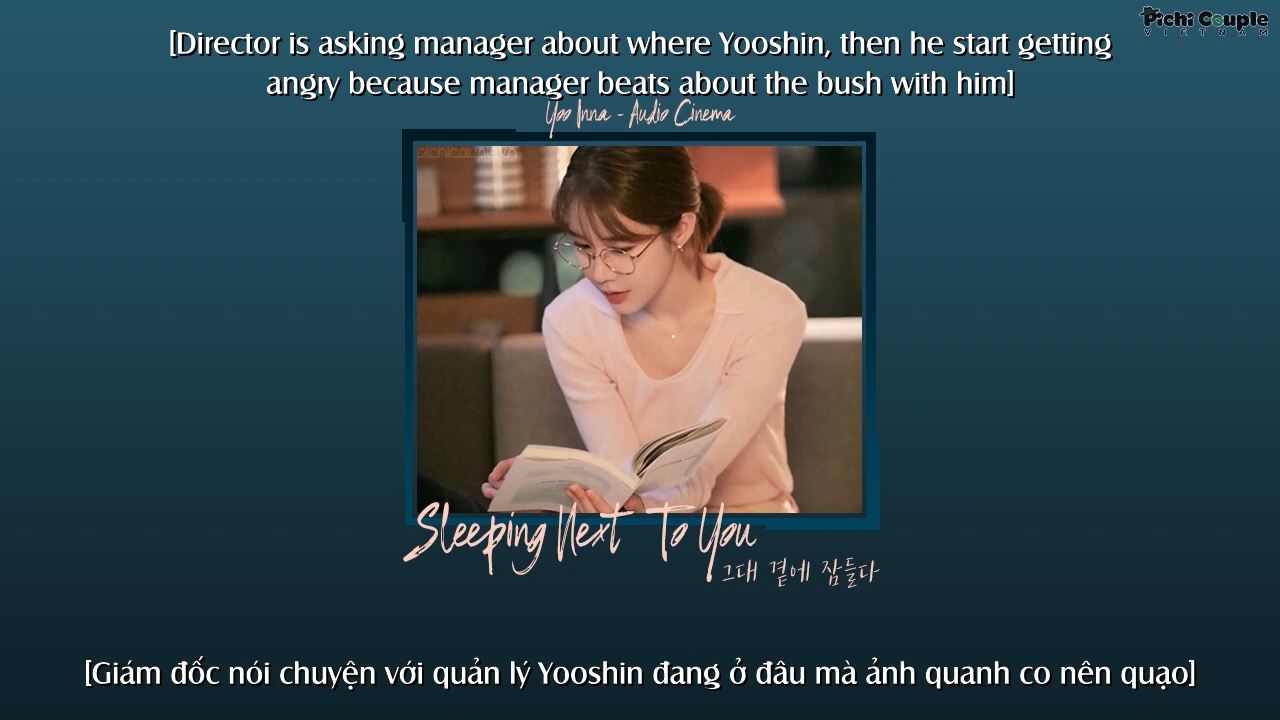 Pichi Couple
VIETNAM
[Director is asking manager about where Yooshin, then he start getting
angry because manager beats about the bush with him]
Yoo Inna - Audio Cinema
pichicouple.vn
Sleeping Next To You
그대 곁에 잠들다
[Giám đốc nói chuyện với quản lý Yooshin đang ở đâu mà ảnh quanh co nên quạo]